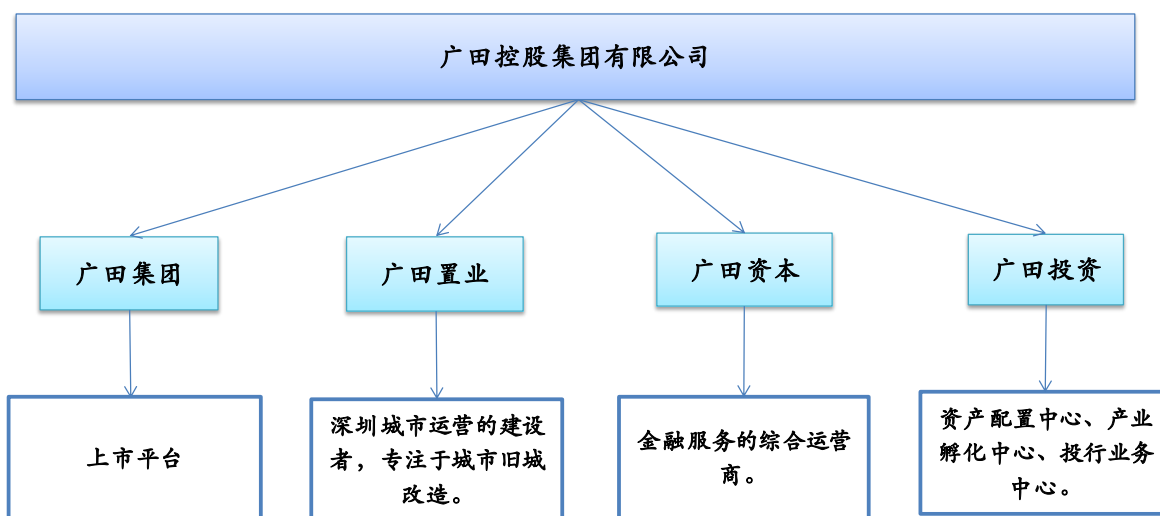 广田控股集团有限公司
广田集团
广田置业
广田资本
广田投资
上市平台
深圳城市运营的建设
者，专注于城市旧城
改造。
金融服务的综合运营
商。
资产配置中心、产业
孵化中心、投行业务
中心。